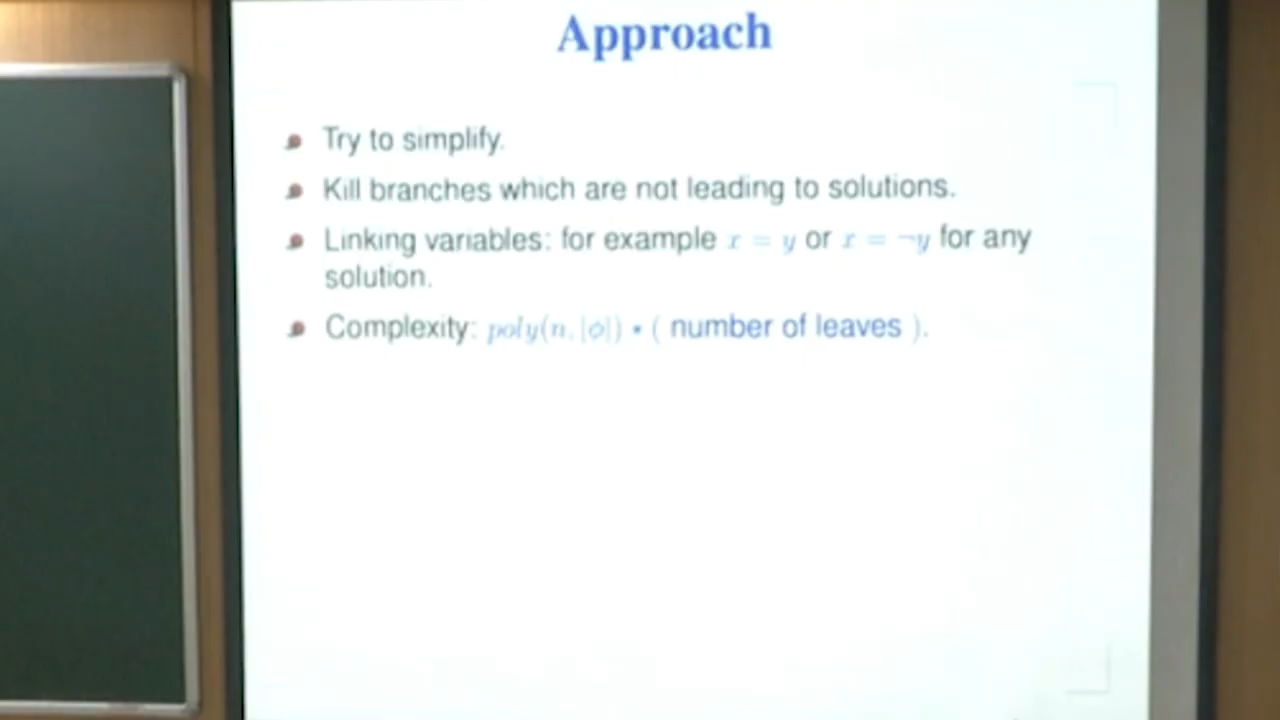 Approach
Try to simplify.
Kill branches which are not leading to solutions.
Linking variables: for example x = y or x = ¬y for any
solution.
Complexity: poly(n, |φ|) * ( number of leaves ).